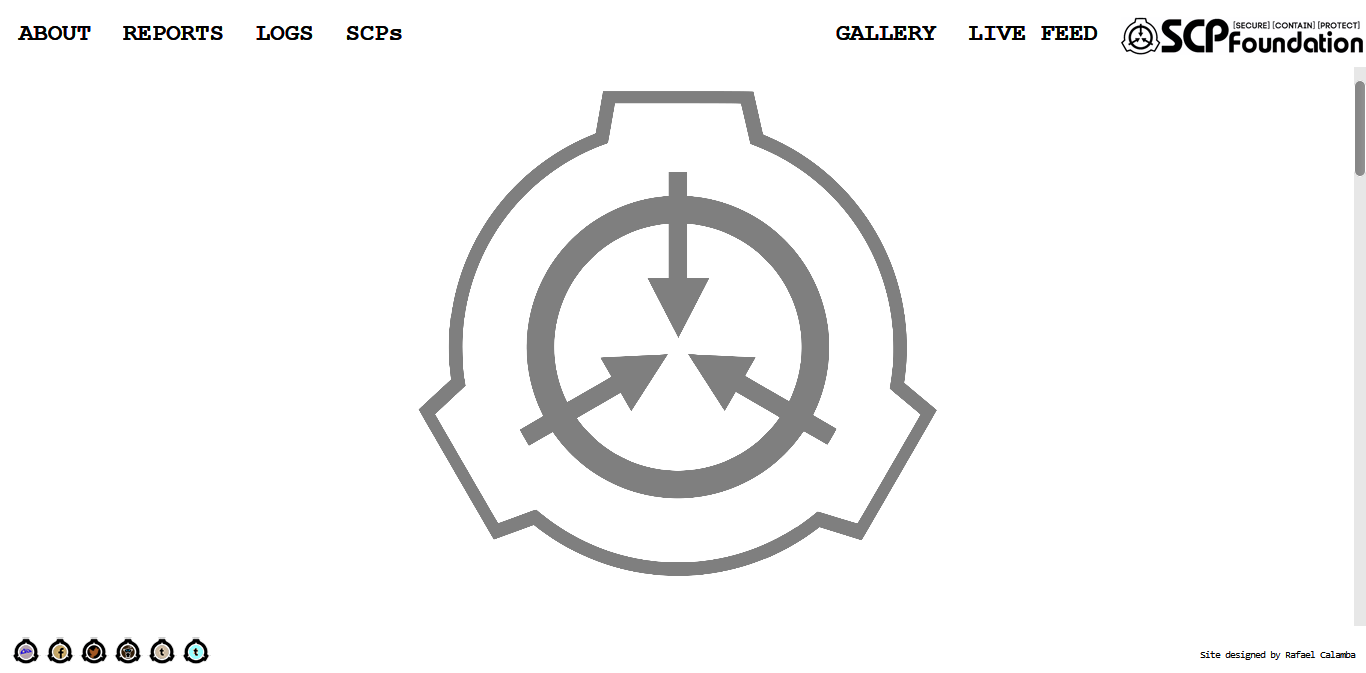 ABOUT REPORTS LOGS SCPs GALLERY LIVE FEED
[SECURE] [CONTAIN] [PROTECT]
SCP Foundation
f t t
Site designed by Rafael Calamba